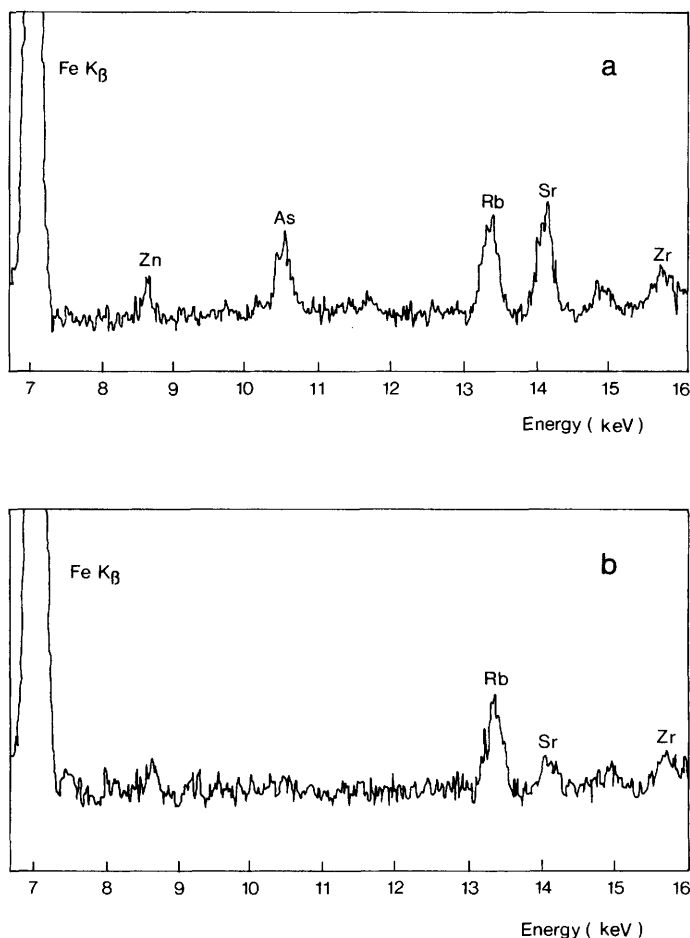 Fe Kβ
a
Zn
As
Rb
Sr
Zr
7 8 9 10 11 12 13 14 15 16
Energy ( keV)
Fe Kβ
b
Rb
Sr
Zr
7 8 9 10 11 12 13 14 15 16
Energy ( keV)